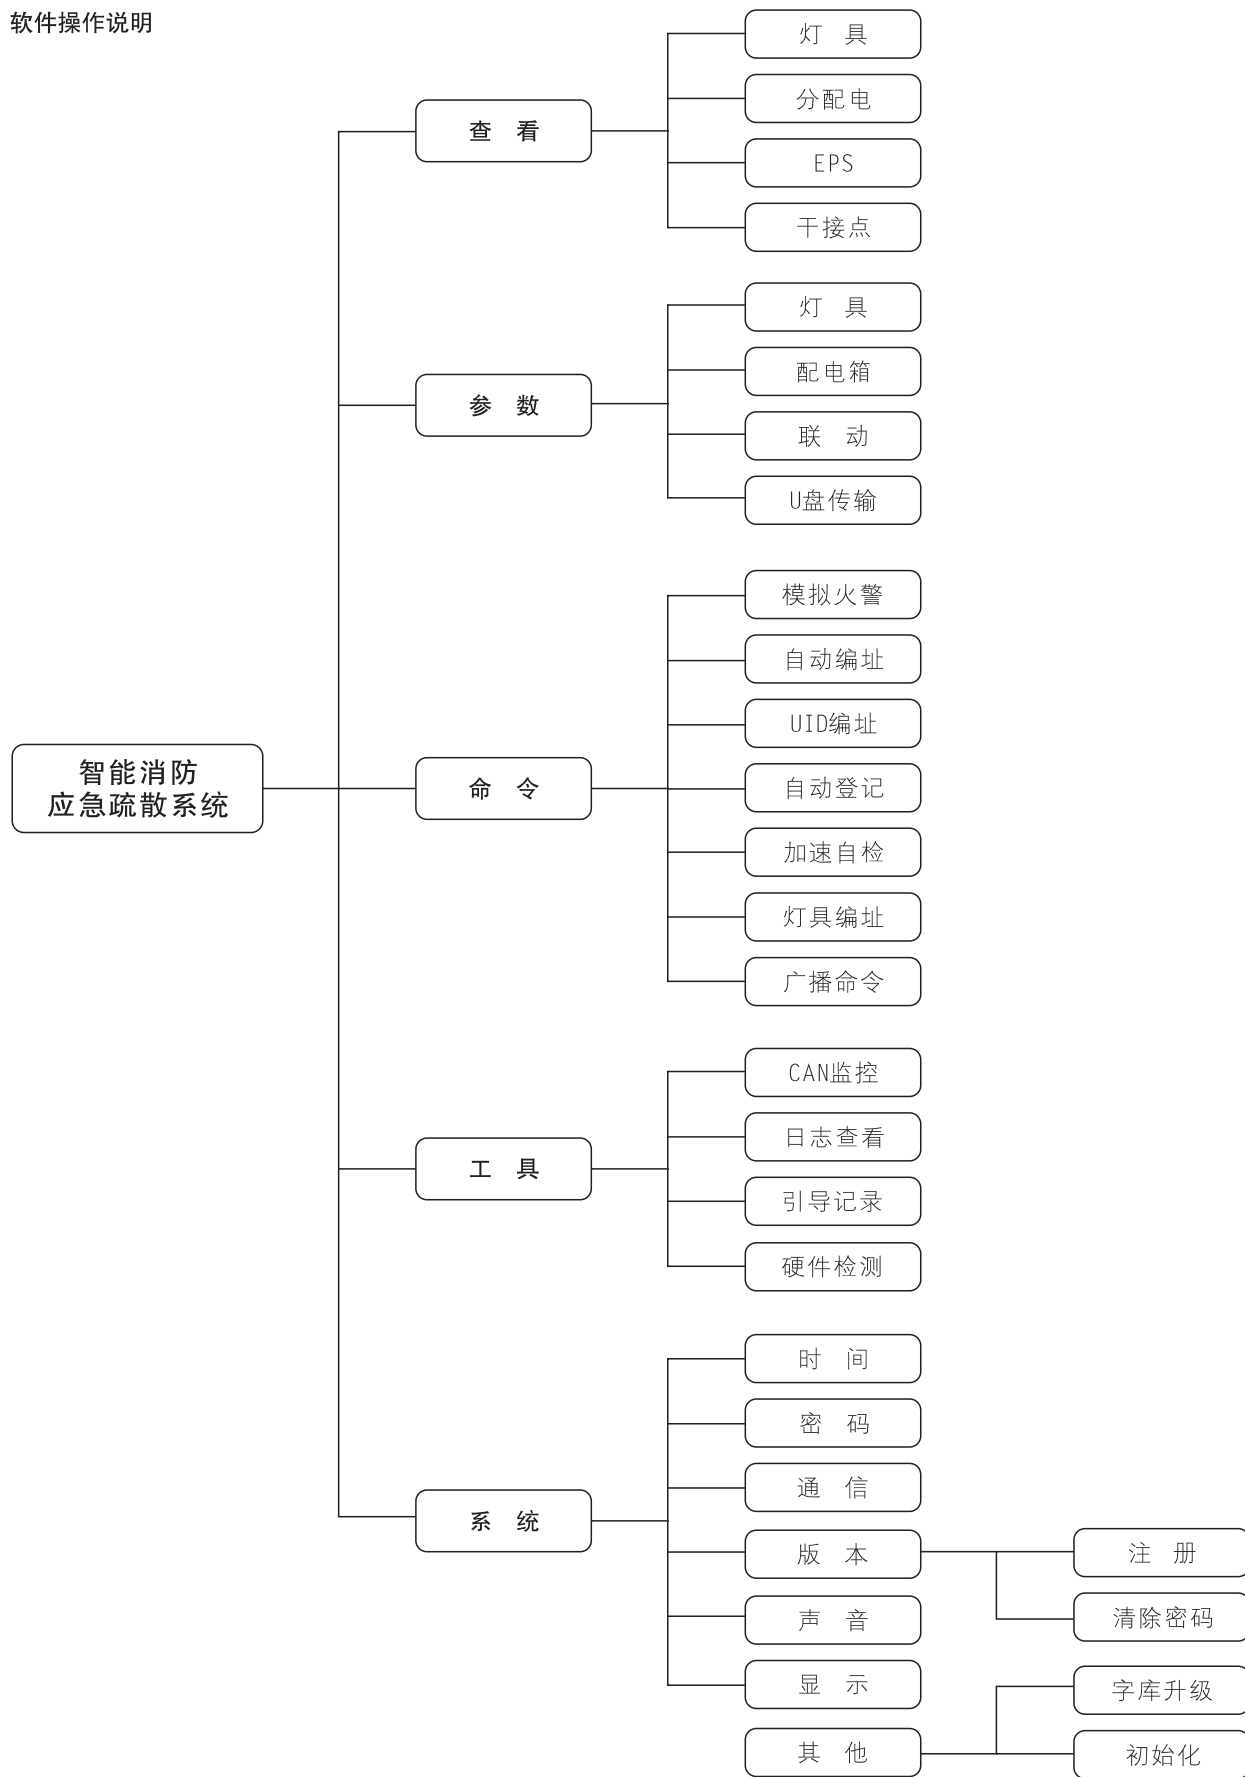 软件操作说明
智能消防
应急疏散系统
查 看
灯 具
分配电
EPS
干接点
参 数
灯 具
配电箱
联 动
U盘传输
命 令
模拟火警
自动编址
UID编址
自动登记
加速自检
灯具编址
广播命令
工 具
CAN监控
日志查看
引导记录
硬件检测
系 统
时 间
密 码
通 信
版 本
注 册
清除密码
声 音
显 示
其 他
字库升级
初始化